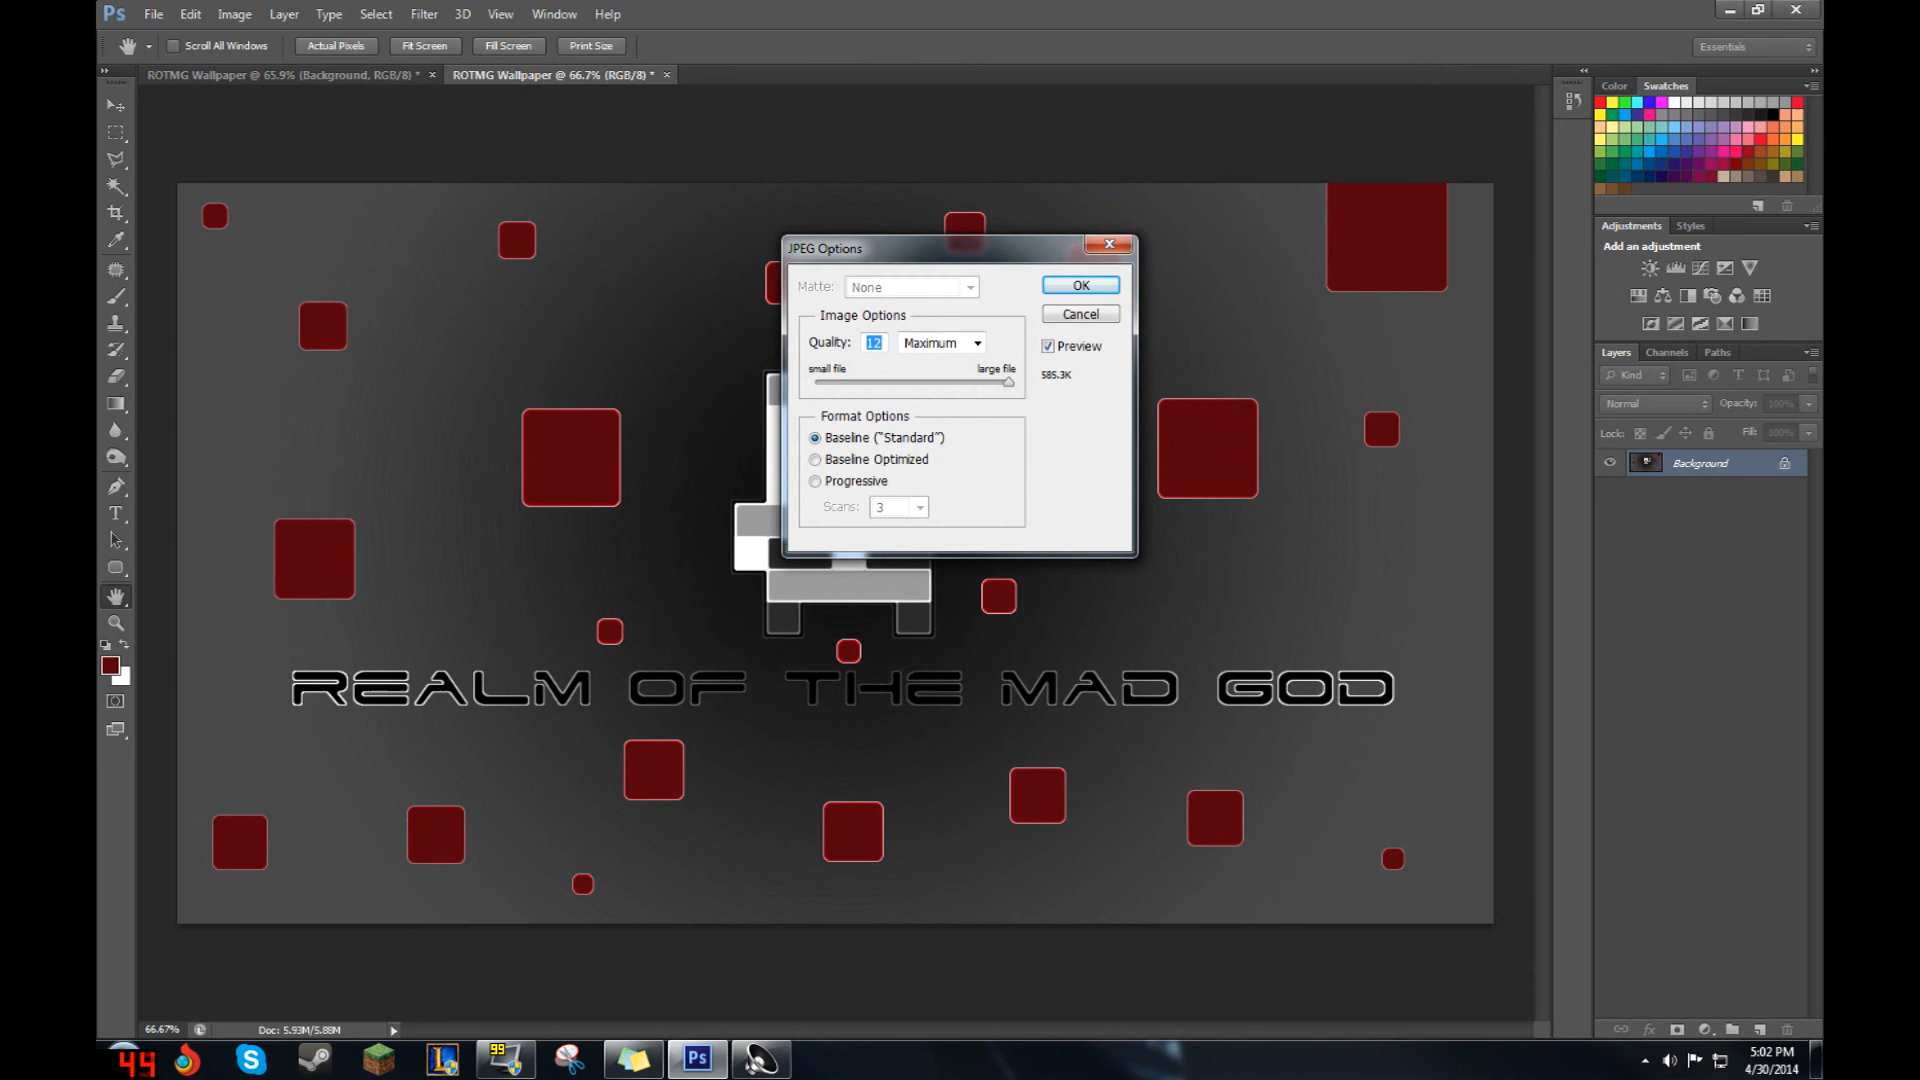 Ps File Edit Image Layer Type Select Filter 3D View Window Help
Scroll All Windows Actual Pixels Fit Screen Fill Screen Print Size Essentials
ROTMG Wallpaper @ 65.9% (Background, RGB/8) * × ROTMG Wallpaper @ 66.7% (RGB/8) * ×
Color Swatches
Adjustments Styles
Add an adjustment
Layers Channels Paths
Kind
Normal Opacity: 100%
Lock: Fill: 100%
Background
JPEG Options
Matte: None OK
Image Options Cancel
Quality: 12 Maximum Preview
small file large file 585.3K
Format Options
Baseline ("Standard")
Baseline Optimized
Progressive
Scans: 3
REALM OF THE MAD GOD
66.67% Doc: 5.93M/5.88M
fx
44 S L 99 Ps
5:02 PM
4/30/2014